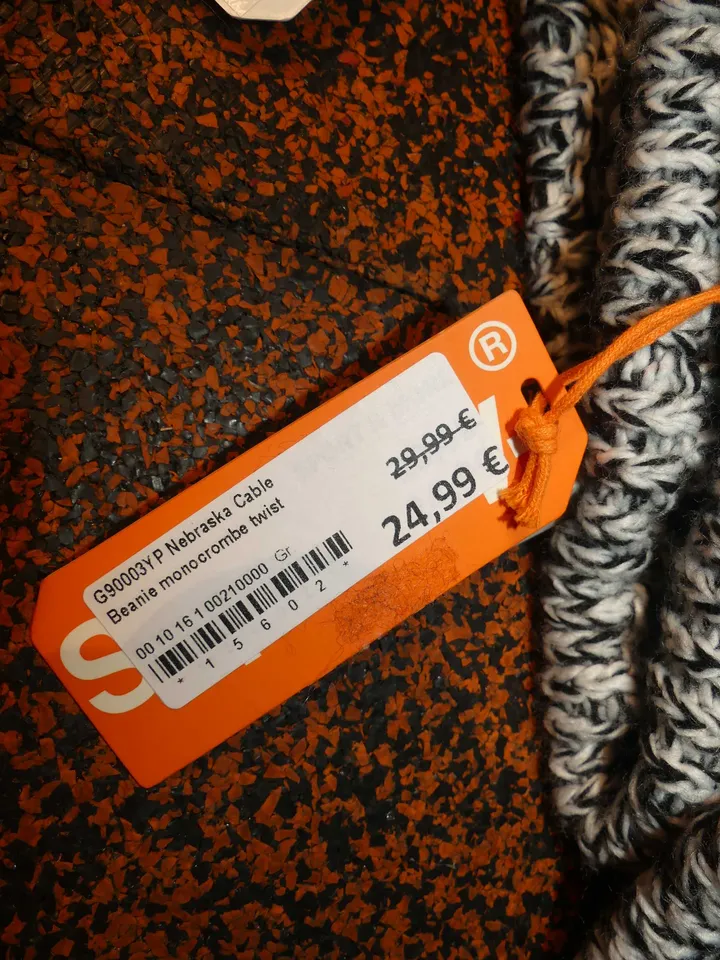 ®
29,99 €
24,99 €
G90003YP Nebraska Cable
Beanie monocrombe twist
00 10 16 1 00210000 Gr
* 1 5 6 0 2 *
S